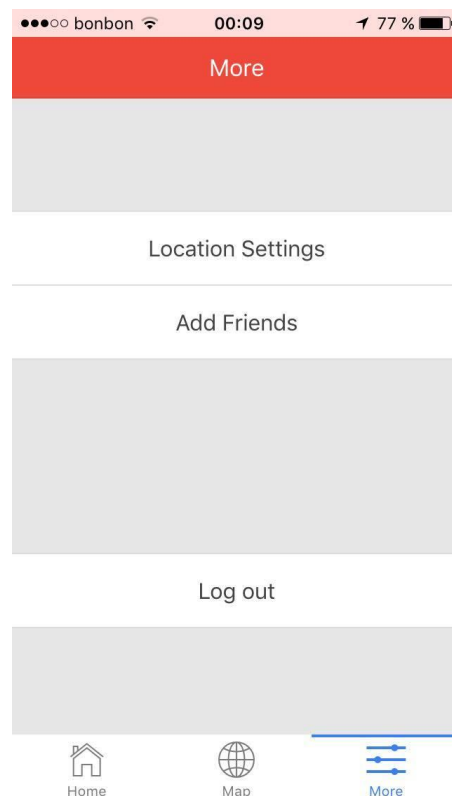 bonbon 00:09 77 %
More
Location Settings
Add Friends
Log out
Home Map More